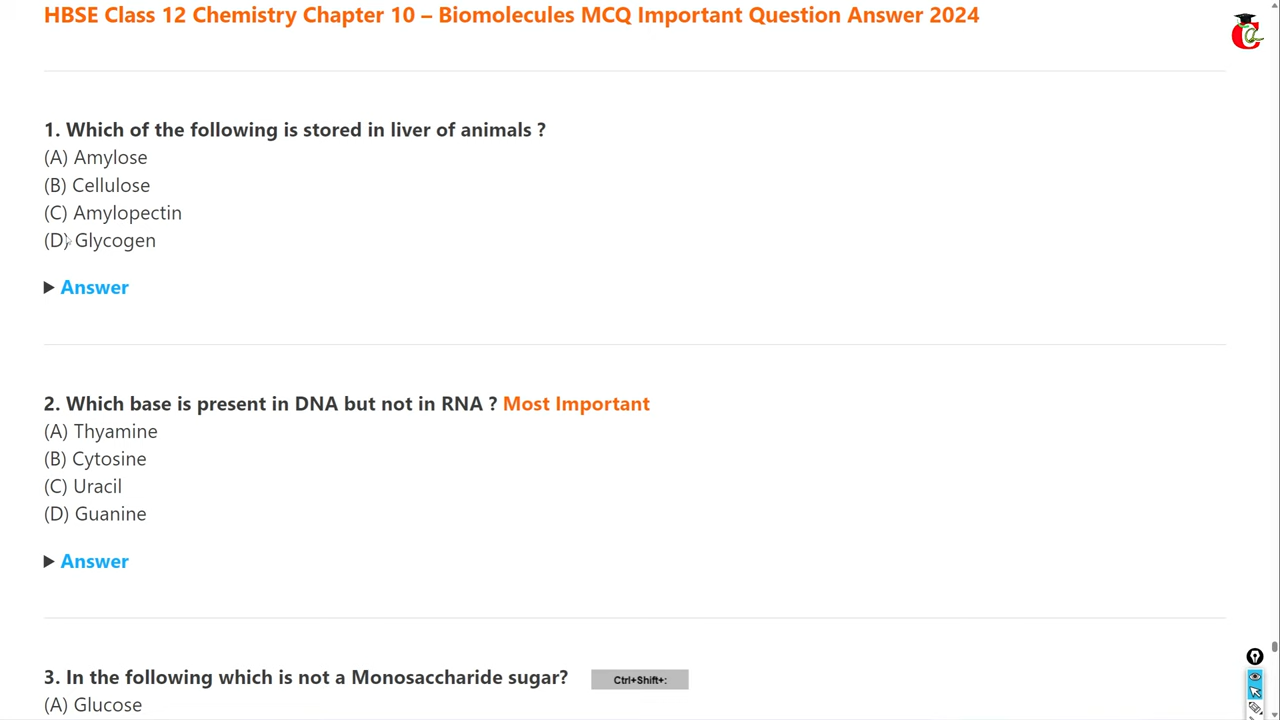 HBSE Class 12 Chemistry Chapter 10 – Biomolecules MCQ Important Question Answer 2024
1. Which of the following is stored in liver of animals ?
(A) Amylose
(B) Cellulose
(C) Amylopectin
(D) Glycogen
▶ Answer
2. Which base is present in DNA but not in RNA ? Most Important
(A) Thyamine
(B) Cytosine
(C) Uracil
(D) Guanine
▶ Answer
3. In the following which is not a Monosaccharide sugar?
Ctrl+Shift+:
(A) Glucose